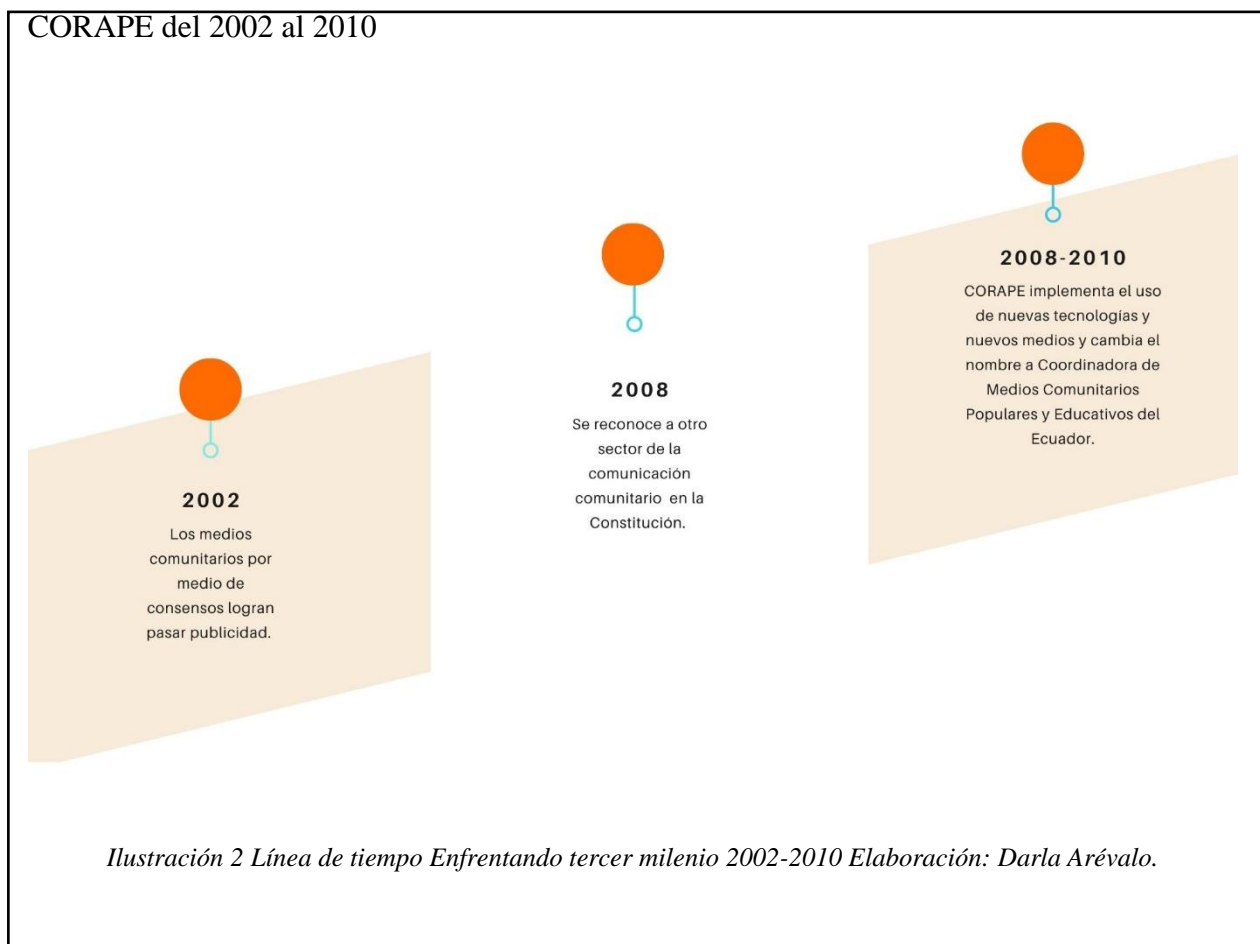 CORAPE del 2002 al 2010
2002
Los medios
comunitarios por
medio de
consensos logran
pasar publicidad.
2008
Se reconoce a otro
sector de la
comunicación
comunitario en la
Constitución.
2008-2010
CORAPE implementa el uso
de nuevas tecnologías y
nuevos medios y cambia el
nombre a Coordinadora de
Medios Comunitarios
Populares y Educativos del
Ecuador.
Ilustración 2 Línea de tiempo Enfrentando tercer milenio 2002-2010 Elaboración: Darla Arévalo.